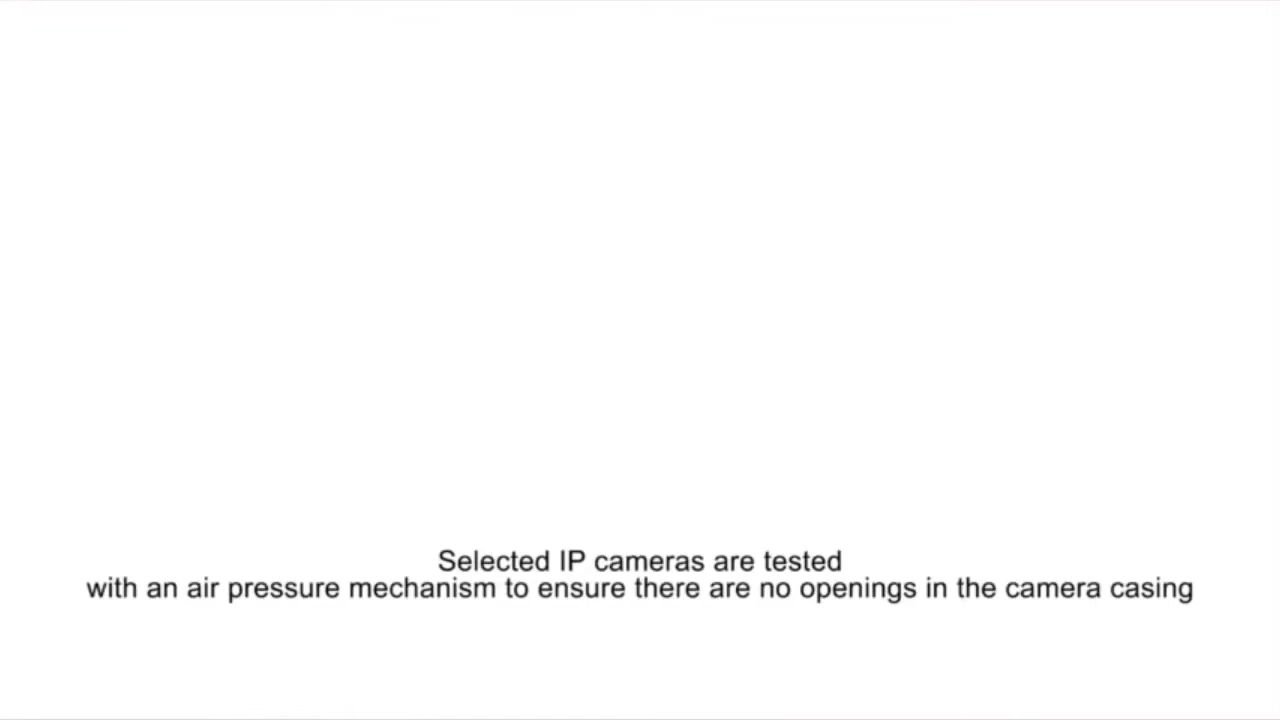 Selected IP cameras are tested
with an air pressure mechanism to ensure there are no openings in the camera casing